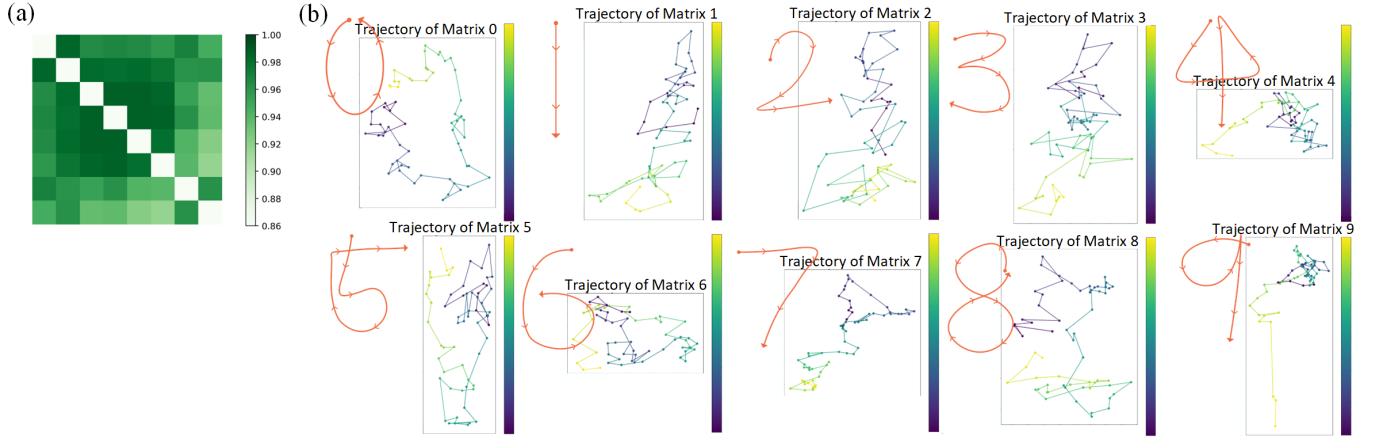 (a)
1.00
0.98
0.96
0.94
0.92
0.90
0.88
0.86
(b)
Trajectory of Matrix 0
Trajectory of Matrix 1
Trajectory of Matrix 2
Trajectory of Matrix 3
Trajectory of Matrix 4
Trajectory of Matrix 5
Trajectory of Matrix 6
Trajectory of Matrix 7
Trajectory of Matrix 8
Trajectory of Matrix 9